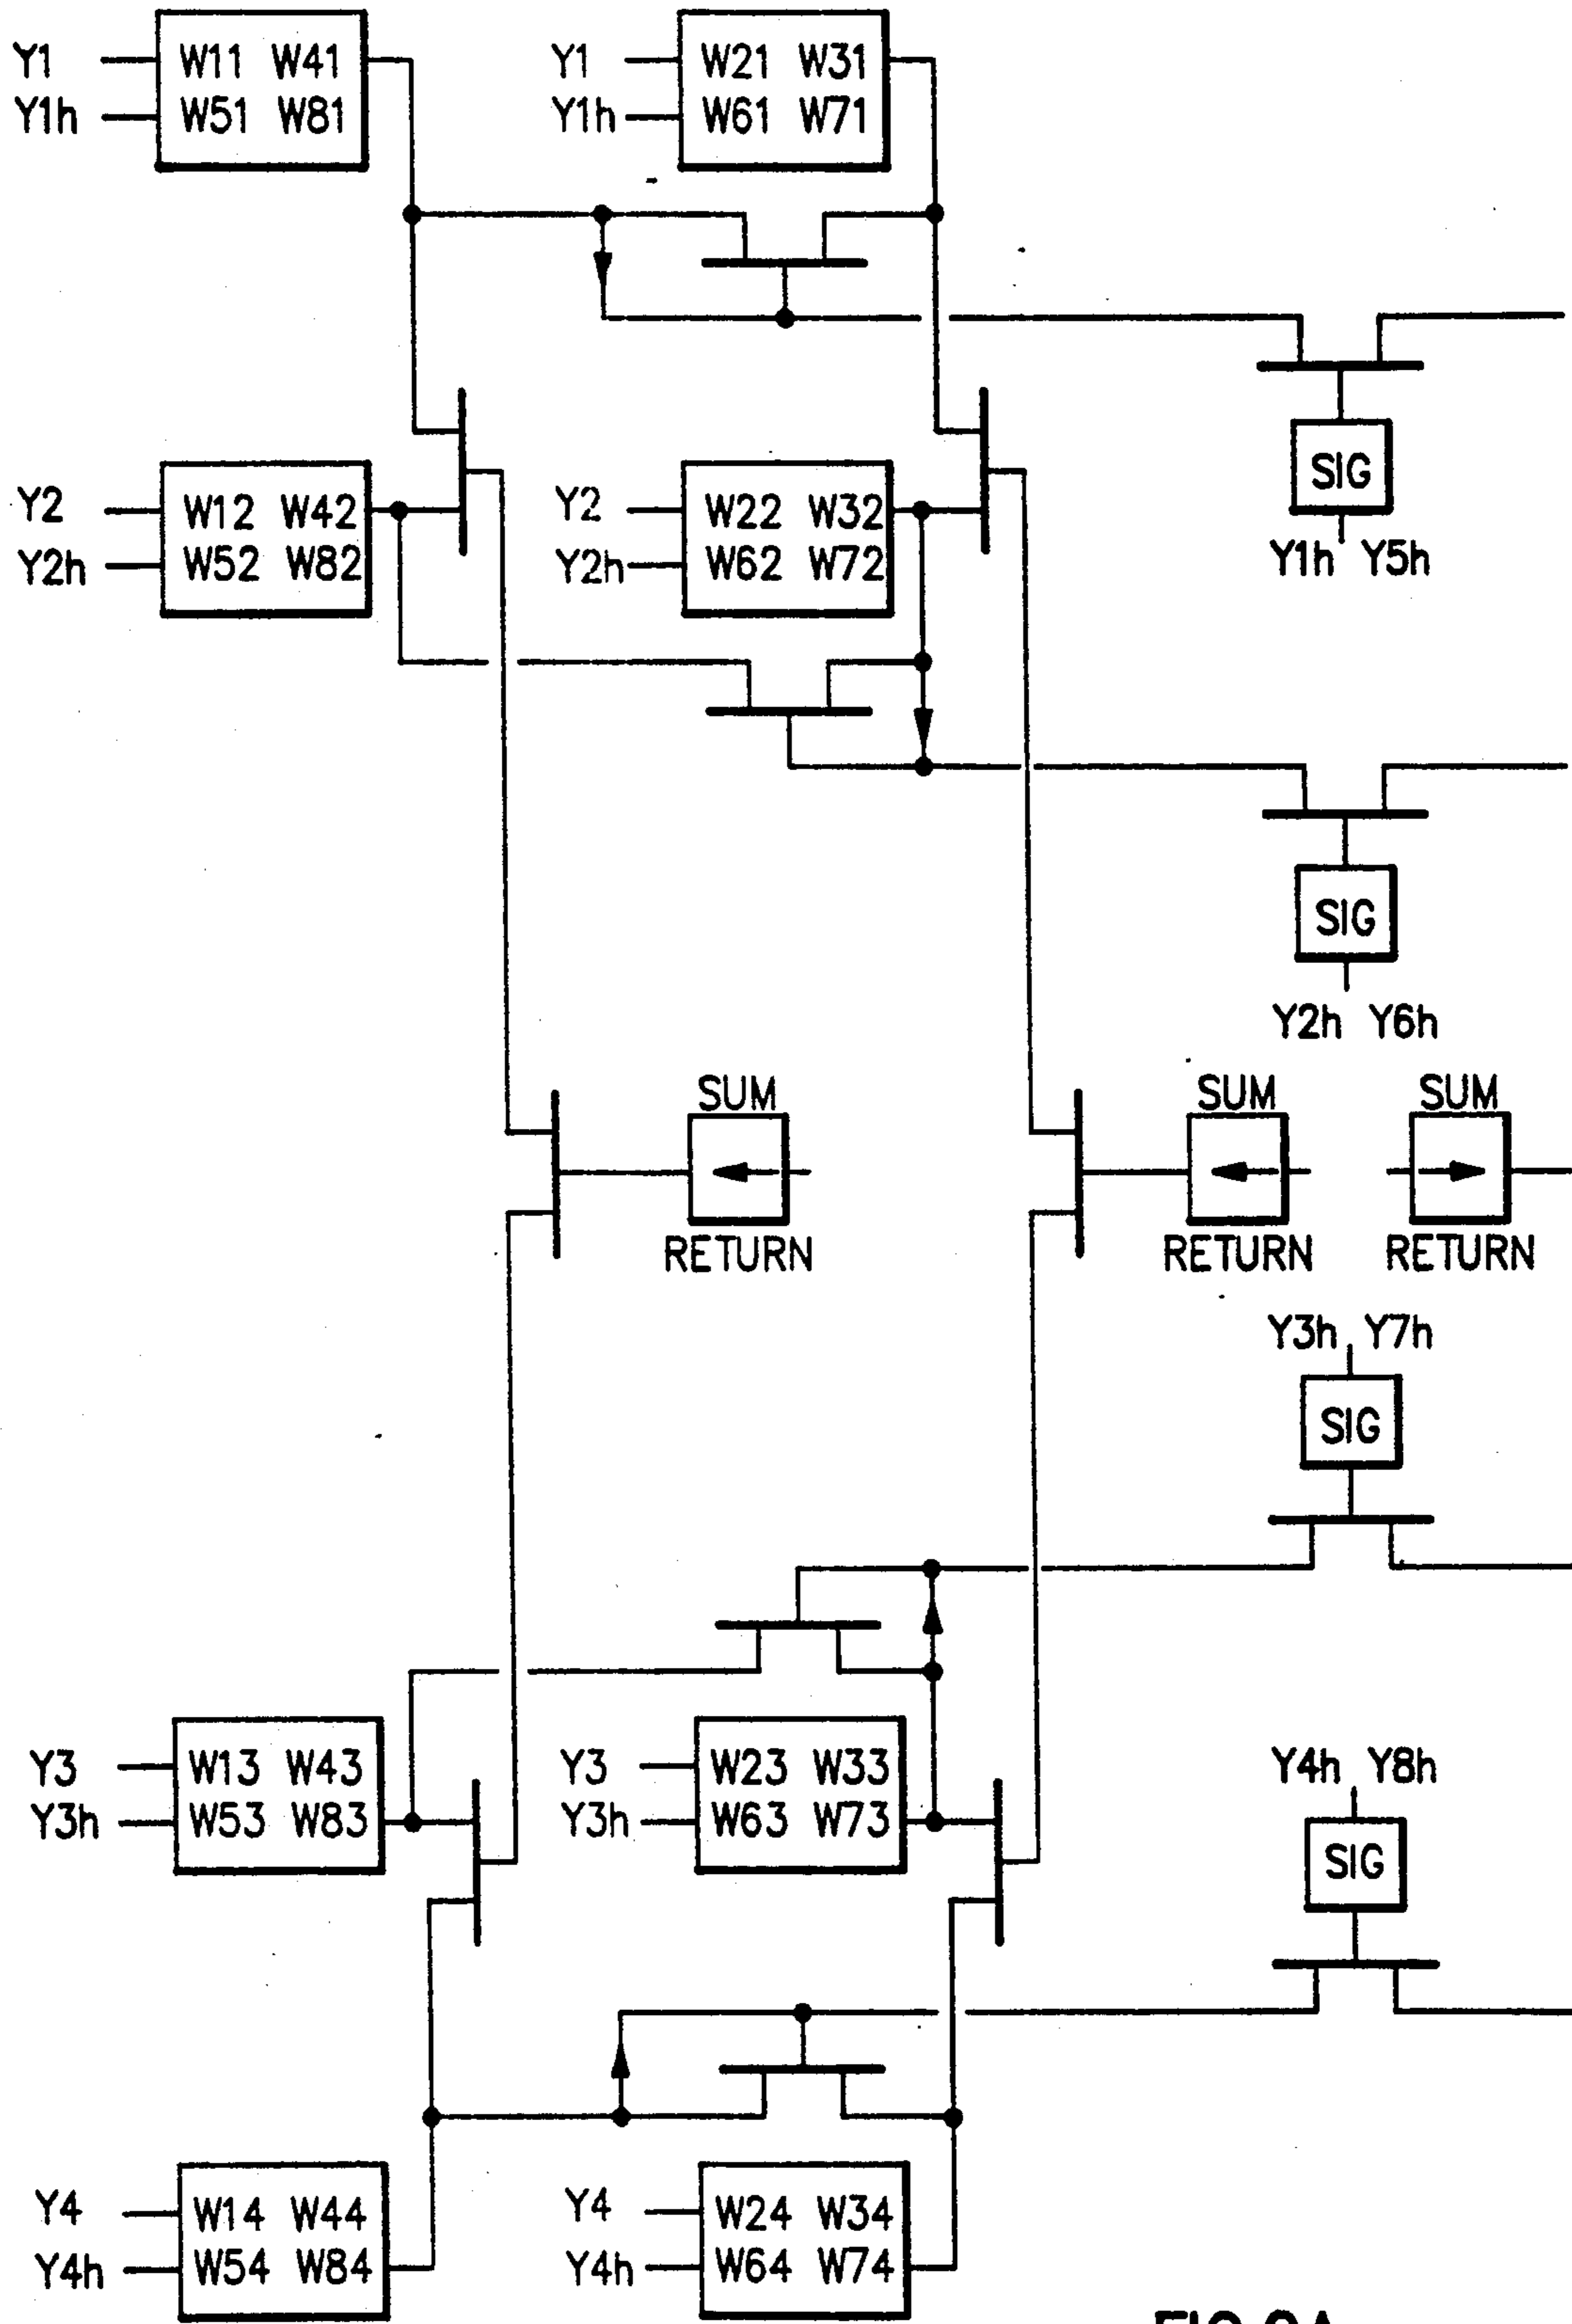 Y1 W11 W41 Y1 W21 W31
Y1h W51 W81 Y1h W61 W71
SIG
Y1h Y5h
Y2 W12 W42 Y2 W22 W32
Y2h W52 W82 Y2h W62 W72
SIG
Y2h Y6h
SUM SUM SUM
RETURN RETURN RETURN
Y3h Y7h
SIG
Y3 W13 W43 Y3 W23 W33
Y3h W53 W83 Y3h W63 W73
Y4h Y8h
SIG
Y4 W14 W44 Y4 W24 W34
Y4h W54 W84 Y4h W64 W74